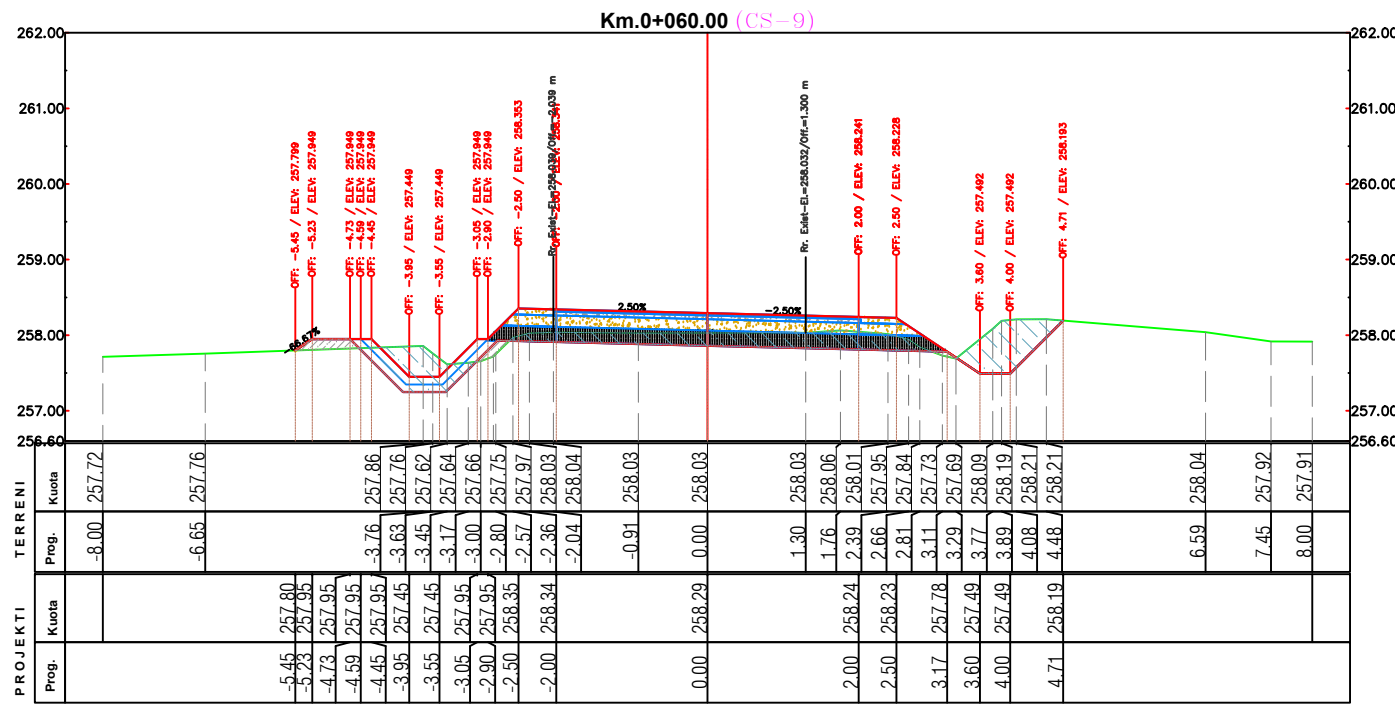 Km.0+060.00 (CS-9)
262.00
262.00
261.00
261.00
260.00
260.00
259.00
259.00
258.00
258.00
257.00
257.00
256.60
256.60
OFF: -5.45 / ELEV: 257.799
OFF: -5.23 / ELEV: 257.949
OFF: -4.73 / ELEV: 257.949
OFF: -4.59 / ELEV: 257.949
OFF: -4.45 / ELEV: 257.949
OFF: -3.95 / ELEV: 257.449
OFF: -3.55 / ELEV: 257.449
OFF: -3.05 / ELEV: 257.949
OFF: -2.90 / ELEV: 257.949
OFF: -2.50 / ELEV: 258.353
OFF: -2.00 / ELEV: 258.341
Rr. Exist-EL=258.032/Off.=1.300 m
OFF: 2.00 / ELEV: 258.241
OFF: 2.50 / ELEV: 258.228
OFF: 3.60 / ELEV: 257.492
OFF: 4.00 / ELEV: 257.492
OFF: 4.71 / ELEV: 258.193
-66.67%
2.50%
-2.50%
TERRENI
Kuota
257.72 257.76 257.86 257.76 257.62 257.64 257.66 257.75 257.97 258.03 258.04 258.03 258.03 258.03 258.06 258.01 257.95 257.84 257.73 257.69 258.09 258.19 258.21 258.21 258.04 257.92 257.91
Prog.
-8.00 -6.65 -3.76 -3.63 -3.45 -3.17 -3.00 -2.80 -2.57 -2.36 -2.04 -0.91 0.00 1.30 1.76 2.39 2.66 2.81 3.11 3.29 3.77 3.89 4.08 4.48 6.59 7.45 8.00
PROJEKTI
Kuota
257.80 257.95 257.95 257.95 257.95 257.45 257.45 257.95 257.95 258.35 258.34 258.29 258.24 258.23 257.78 257.49 257.49 258.19
Prog.
-5.45 -5.23 -4.73 -4.59 -4.45 -3.95 -3.55 -3.05 -2.90 -2.50 -2.00 0.00 2.00 2.50 3.17 3.60 4.00 4.71